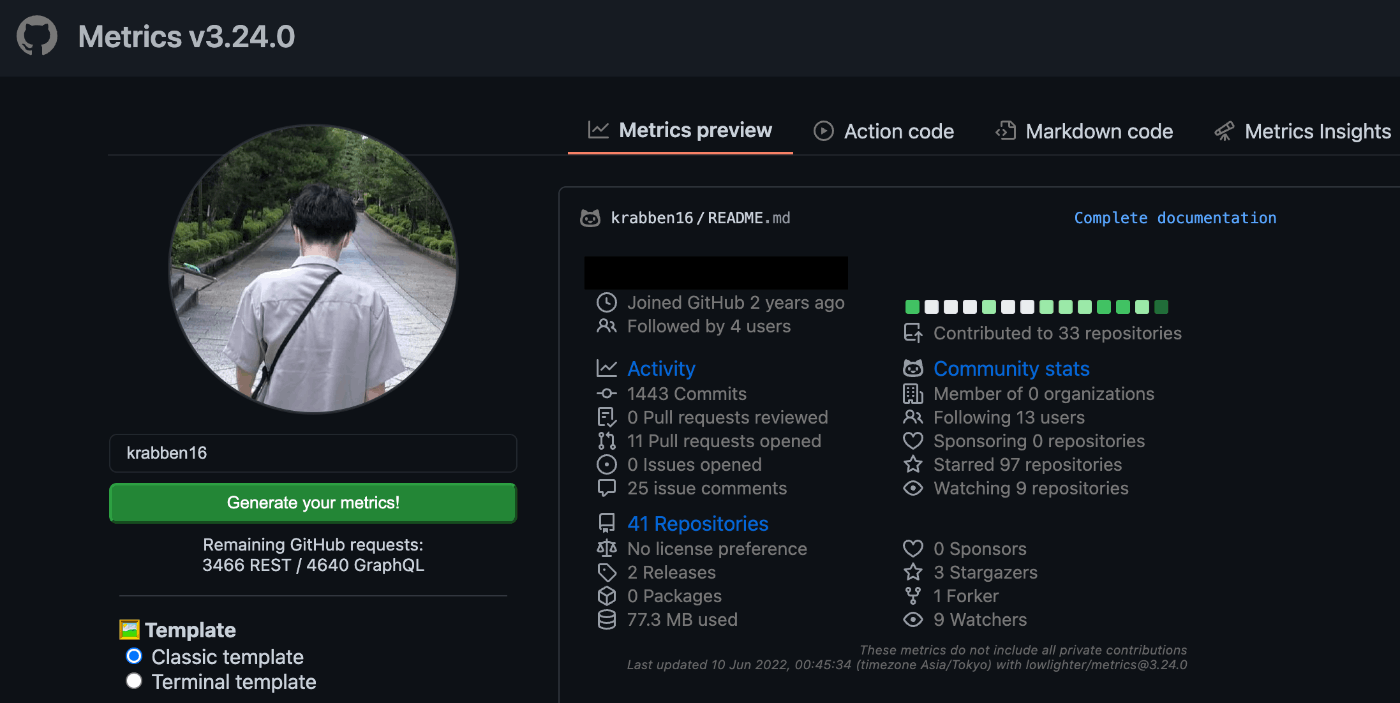 Metrics v3.24.0
Metrics preview
Action code
Markdown code
Metrics Insights
krabben16
Generate your metrics!
Remaining GitHub requests:
3466 REST / 4640 GraphQL
Template
Classic template
Terminal template
krabben16/README.md
Complete documentation
Joined GitHub 2 years ago
Followed by 4 users
Contributed to 33 repositories
Activity
1443 Commits
0 Pull requests reviewed
11 Pull requests opened
0 Issues opened
25 issue comments
Community stats
Member of 0 organizations
Following 13 users
Sponsoring 0 repositories
Starred 97 repositories
Watching 9 repositories
41 Repositories
No license preference
2 Releases
0 Packages
77.3 MB used
0 Sponsors
3 Stargazers
1 Forker
9 Watchers
These metrics do not include all private contributions
Last updated 10 Jun 2022, 00:45:34 (timezone Asia/Tokyo) with lowlighter/metrics@3.24.0